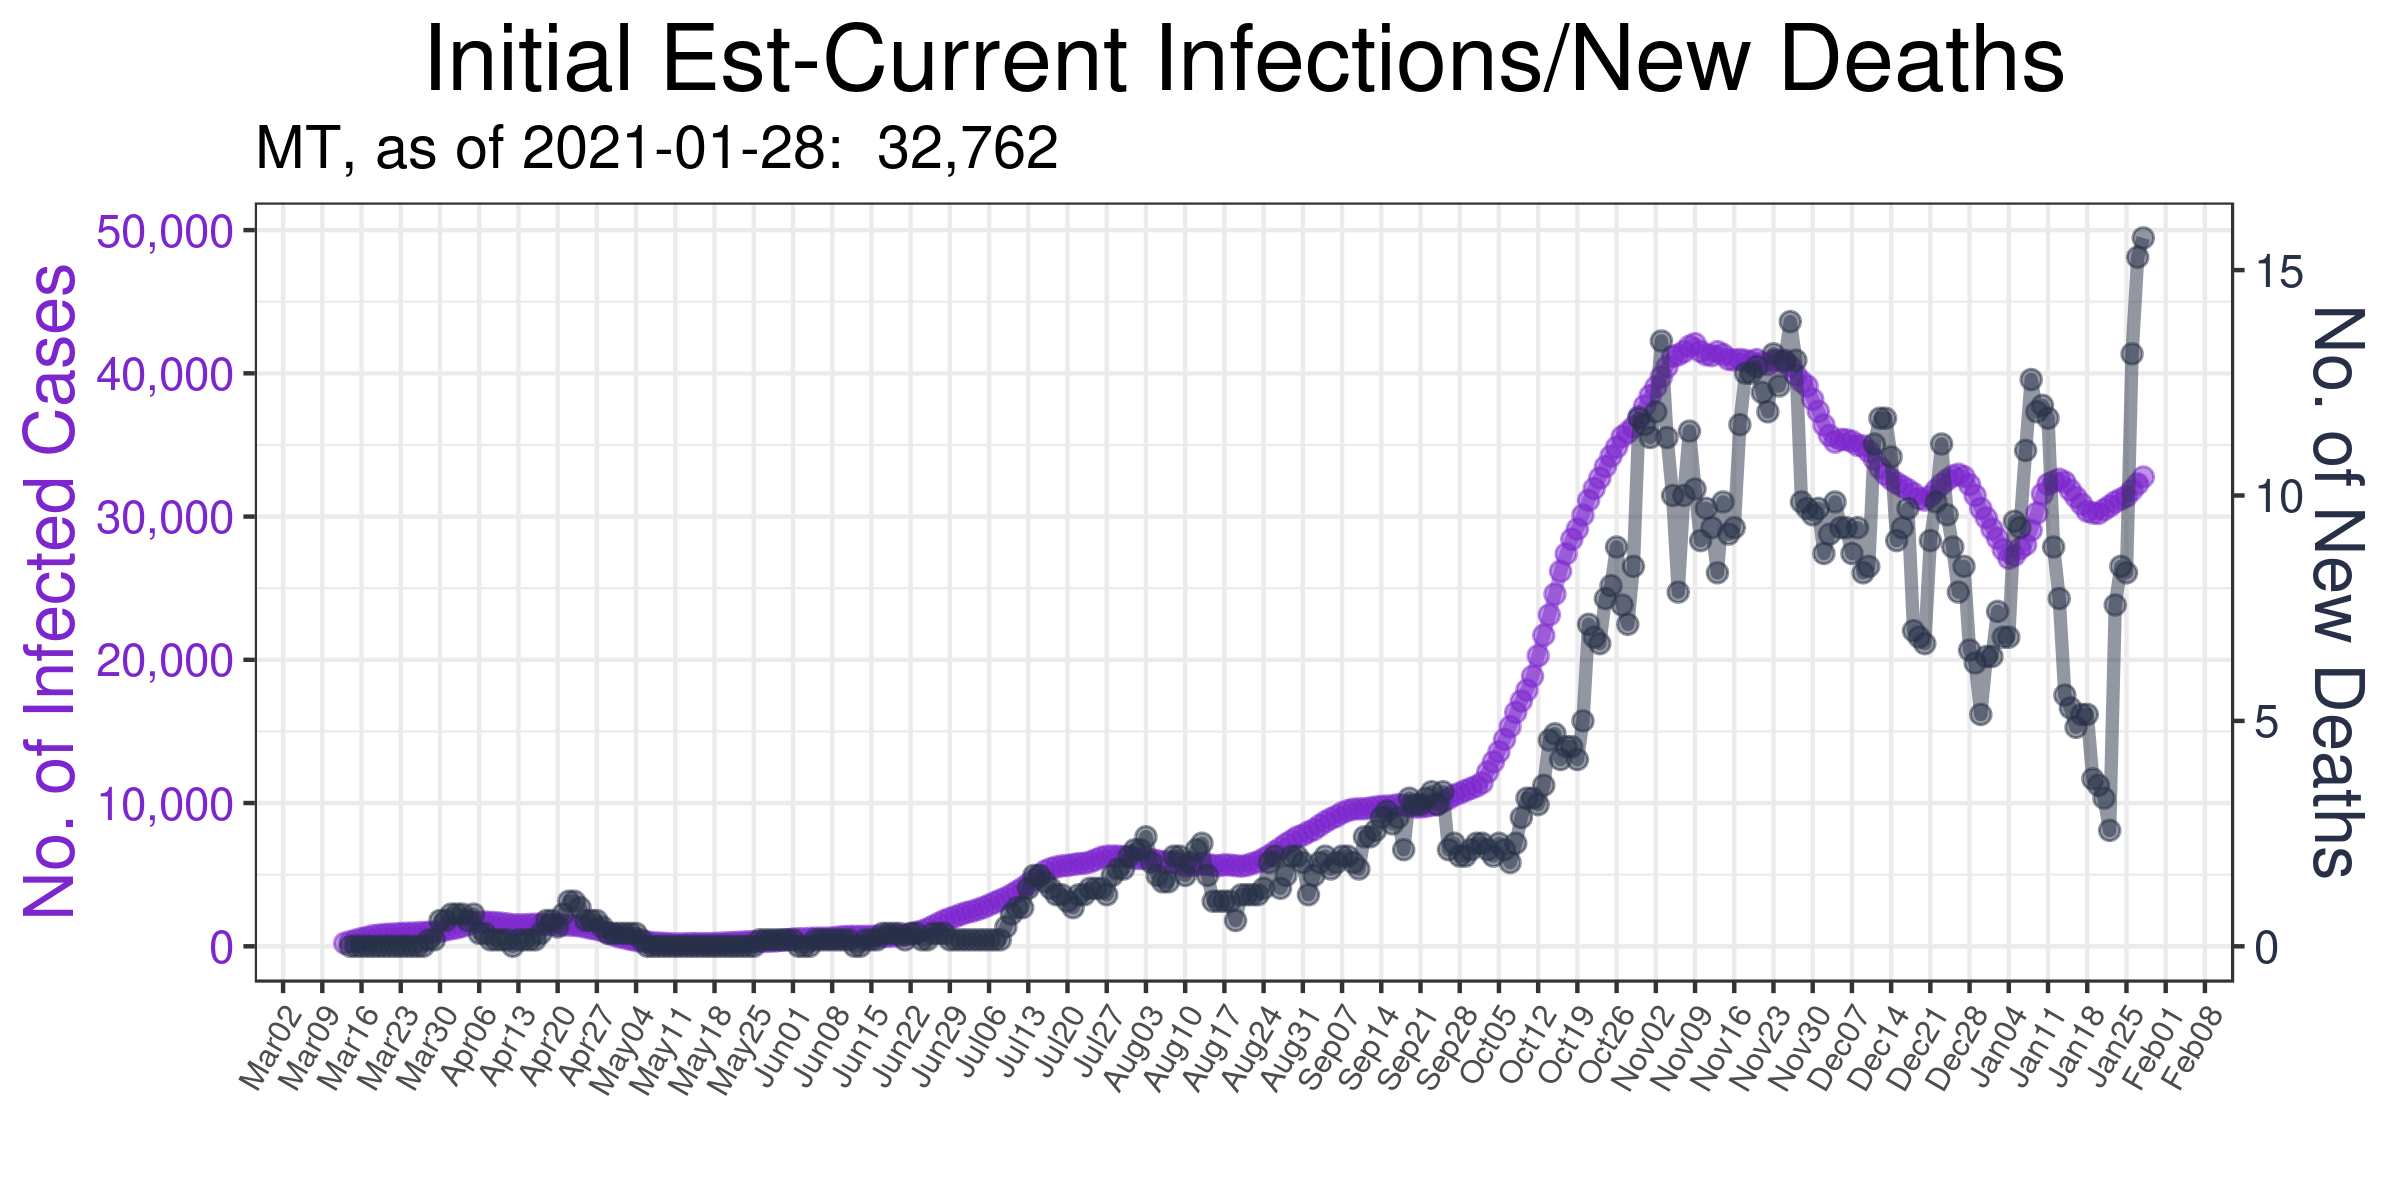 Initial Est-Current Infections/New Deaths
MT, as of 2021-01-28:  32,762
No. of Infected Cases
50,000
40,000
30,000
20,000
10,000
0
15
10
5
0
No. of New Deaths
Mar02
Mar09
Mar16
Mar23
Mar30
Apr06
Apr13
Apr20
Apr27
May04
May11
May18
May25
Jun01
Jun08
Jun15
Jun22
Jun29
Jul06
Jul13
Jul20
Jul27
Aug03
Aug10
Aug17
Aug24
Aug31
Sep07
Sep14
Sep21
Sep28
Oct05
Oct12
Oct19
Oct26
Nov02
Nov09
Nov16
Nov23
Nov30
Dec07
Dec14
Dec21
Dec28
Jan04
Jan11
Jan18
Jan25
Feb01
Feb08